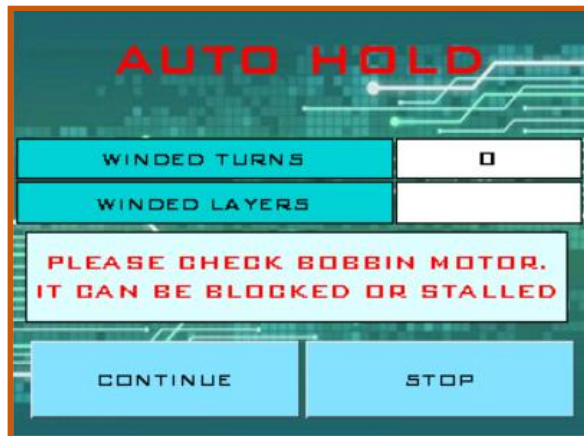 AUTO HOLD
WINDED TURNS 0
WINDED LAYERS
PLEASE CHECK BOBBIN MOTOR.
IT CAN BE BLOCKED OR STALLED
CONTINUE STOP